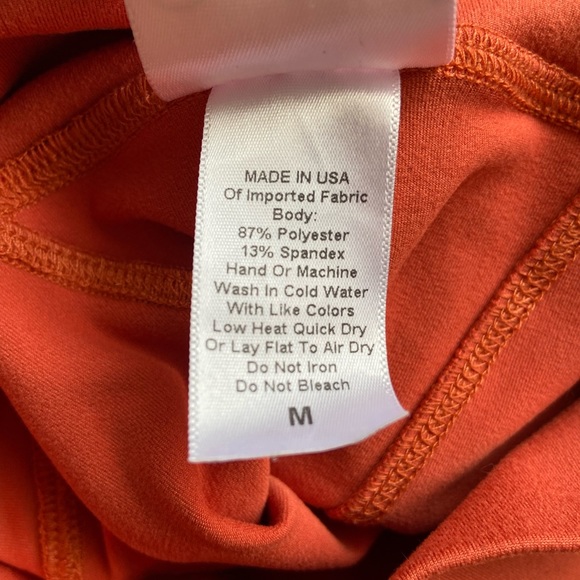 MADE IN USA
Of Imported Fabric
Body:
87% Polyester
13% Spandex
Hand Or Machine
Wash In Cold Water
With Like Colors
Low Heat Quick Dry
Or Lay Flat To Air Dry
Do Not Iron
Do Not Bleach
M